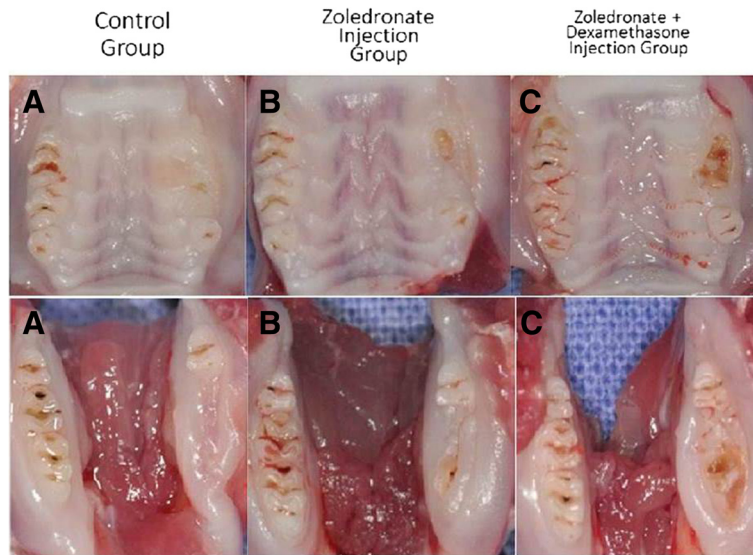 Control
Group
Zoledronate
Injection
Group
Zoledronate +
Dexamethasone
Injection Group
A
B
C
A
B
C